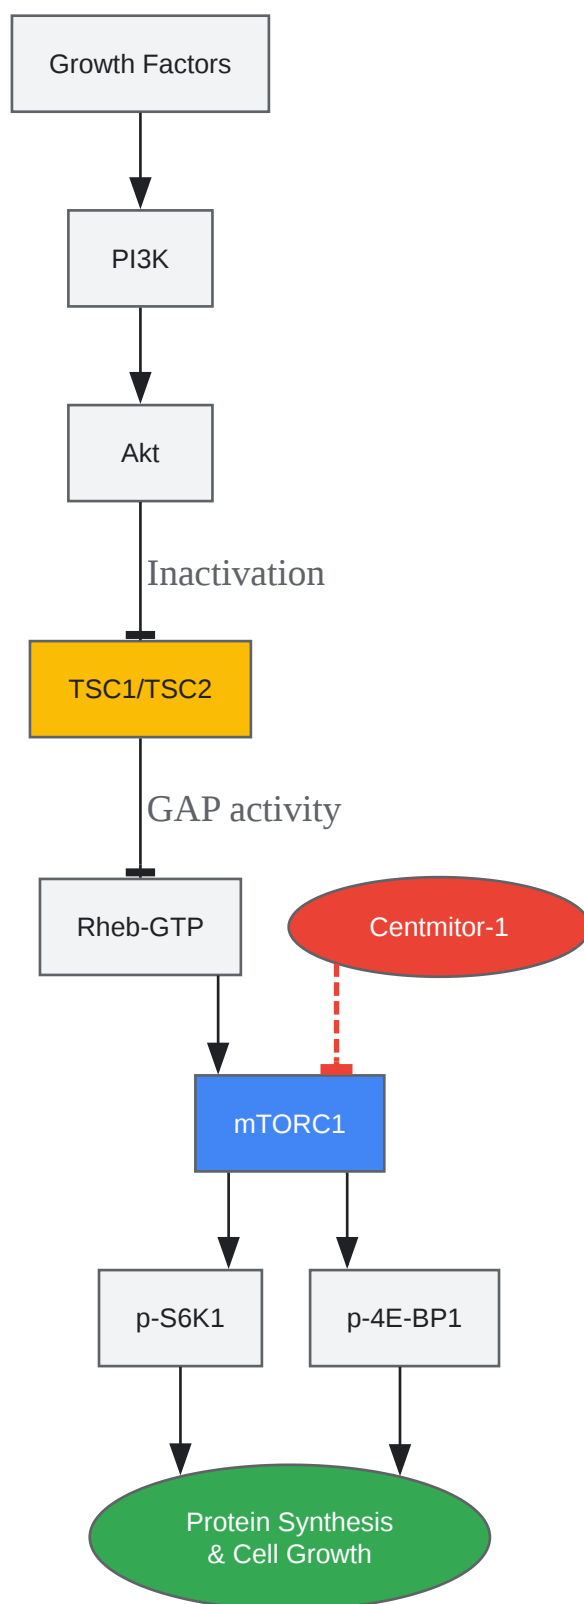 Growth Factors
PI3K
Akt
Inactivation
TSC1/TSC2
GAP activity
Rheb-GTP
Centmitor-1
mTORC1
p-S6K1
p-4E-BP1
Protein Synthesis
& Cell Growth